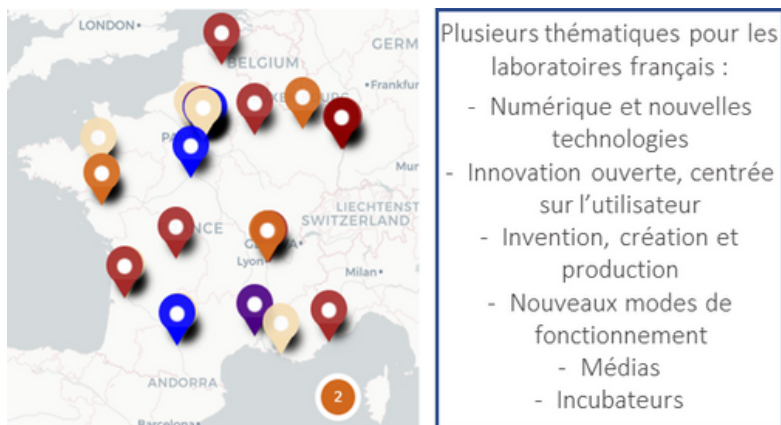 LONDON
BELGIUM
GERM
Frankfur
PA
Mur
LIECHTENST
SWITZERLAND
NCE
Lyon
Milan
ANDORRA
Barcelona
2
Plusieurs thématiques pour les
laboratoires français :
- Numérique et nouvelles
technologies
- Innovation ouverte, centrée
sur l’utilisateur
- Invention, création et
production
- Nouveaux modes de
fonctionnement
- Médias
- Incubateurs